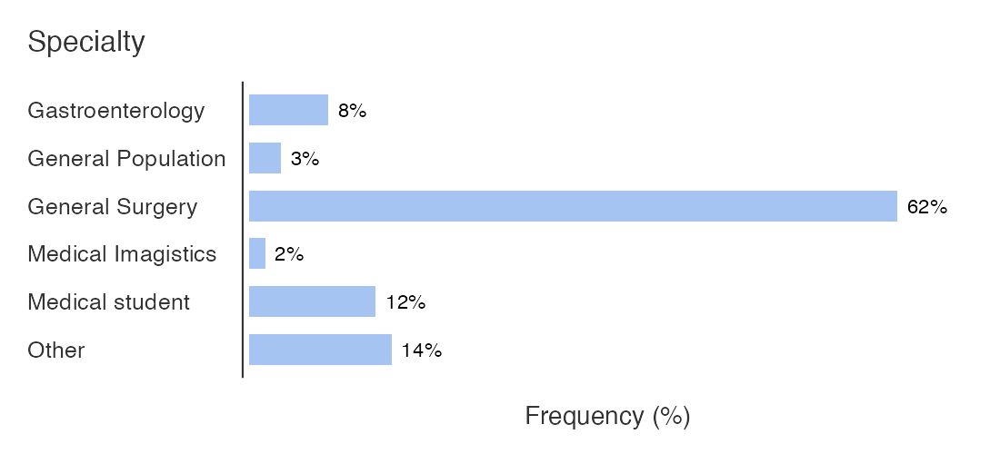 Specialty
Gastroenterology 8%
General Population 3%
General Surgery 62%
Medical Imagistics 2%
Medical student 12%
Other 14%
Frequency (%)